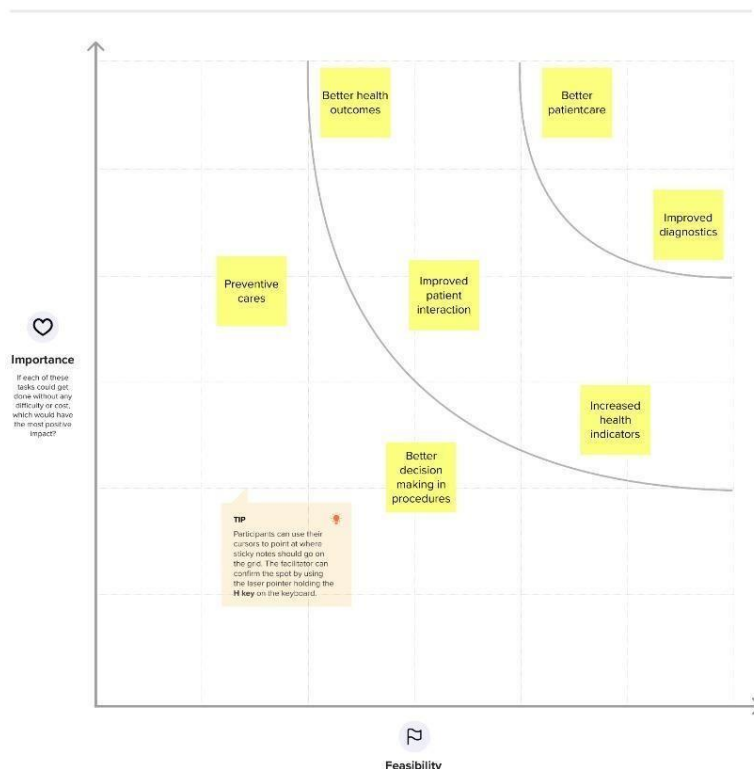 Better health
outcomes
Better
patientcare
Improved
diagnostics
Preventive
cares
Improved
patient
interaction
Importance
If each of these
tasks could get
done without any
difficulty or cost,
which would have
the most positive
impact?
Increased
health
indicators
Better
decision
making in
procedures
TIP
Participants can use their
cursors to point at where
sticky notes should go on
the grid. The facilitator can
confirm the spot by using
the laser pointer holding the
H key on the keyboard.
Feasibility